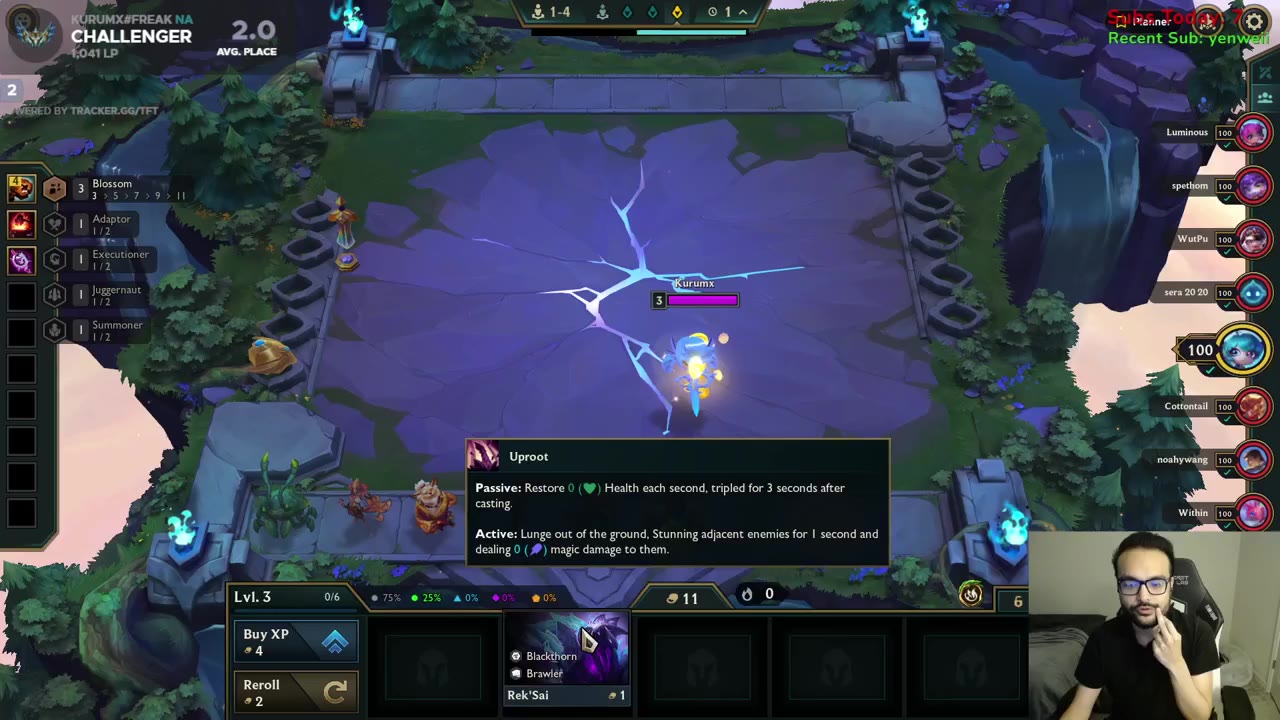 KURUMX#FREAK NA
CHALLENGER
1,041 LP
2.0
AVG. PLACE
2
POWERED BY TRACKER.GG/TFT
1-4
1
Planner
Subs Today: 7
Recent Sub: yenweii
3 Blossom
3 > 5 > 7 > 9 > 11
1 Adaptor
1 / 2
1 Executioner
1 / 2
1 Juggernaut
1 / 2
1 Summoner
1 / 2
Luminous 100
spethom 100
WutPu 100
sera 20 20 100
100
Cottontail 100
noahywang 100
Within 100
Kurumx
3
Uproot
Passive: Restore 0 ( ) Health each second, tripled for 3 seconds after
casting.
Active: Lunge out of the ground, Stunning adjacent enemies for 1 second and
dealing 0 ( ) magic damage to them.
Lvl. 3 0/6
75% 25% 0% 0% 0%
11
0
6
Buy XP
4
Reroll
2
Blackthorn
Brawler
Rek'Sai 1